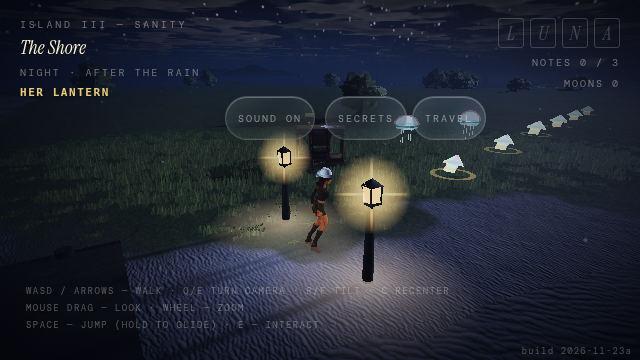 ISLAND III — SANITY
The Shore
NIGHT · AFTER THE RAIN
HER LANTERN
LUNA
NOTES 0 / 3
MOONS 0
SOUND ON
SECRETS
TRAVEL
WASD / ARROWS — WALK · Q/E TURN CAMERA · R/F TILT · C RECENTER
MOUSE DRAG — LOOK · WHEEL — ZOOM
SPACE — JUMP (HOLD TO GLIDE) · E — INTERACT
build 2026-11-23a